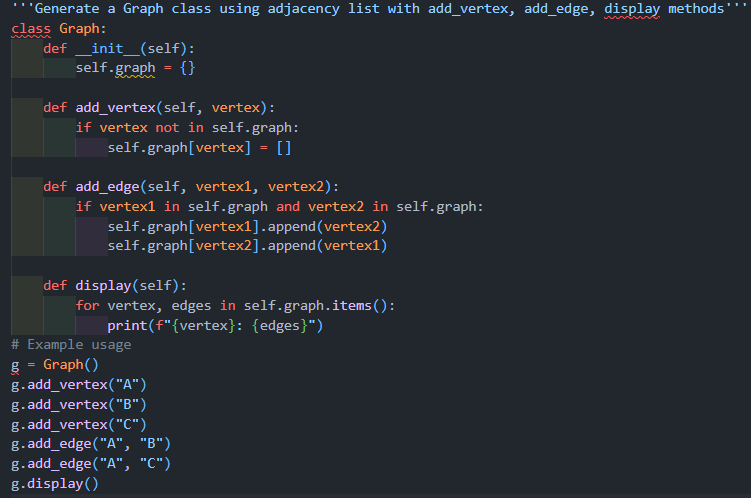 '''Generate a Graph class using adjacency list with add_vertex, add_edge, display methods'''
class Graph:
    def __init__(self):
        self.graph = {}

    def add_vertex(self, vertex):
        if vertex not in self.graph:
            self.graph[vertex] = []

    def add_edge(self, vertex1, vertex2):
        if vertex1 in self.graph and vertex2 in self.graph:
            self.graph[vertex1].append(vertex2)
            self.graph[vertex2].append(vertex1)

    def display(self):
        for vertex, edges in self.graph.items():
            print(f"{vertex}: {edges}")
# Example usage
g = Graph()
g.add_vertex("A")
g.add_vertex("B")
g.add_vertex("C")
g.add_edge("A", "B")
g.add_edge("A", "C")
g.display()